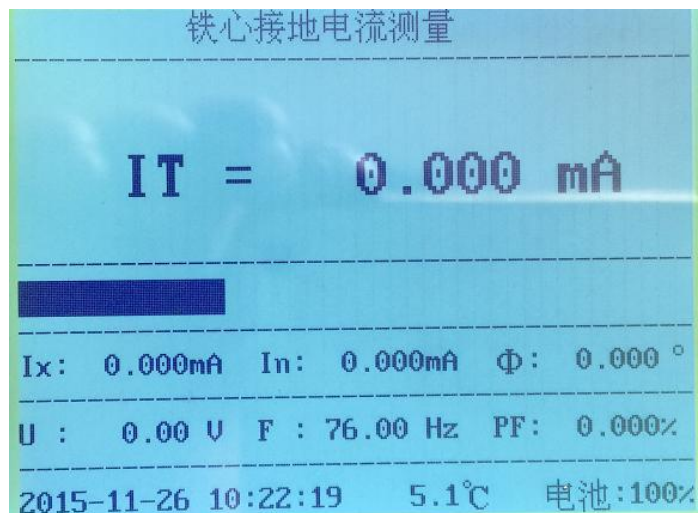 铁心接地电流测量
IT = 0.000 mA
Ix: 0.000mA In: 0.000mA Φ: 0.000°
U : 0.00 V F : 76.00 Hz PF: 0.000%
2015-11-26 10:22:19 5.1℃ 电池:100%